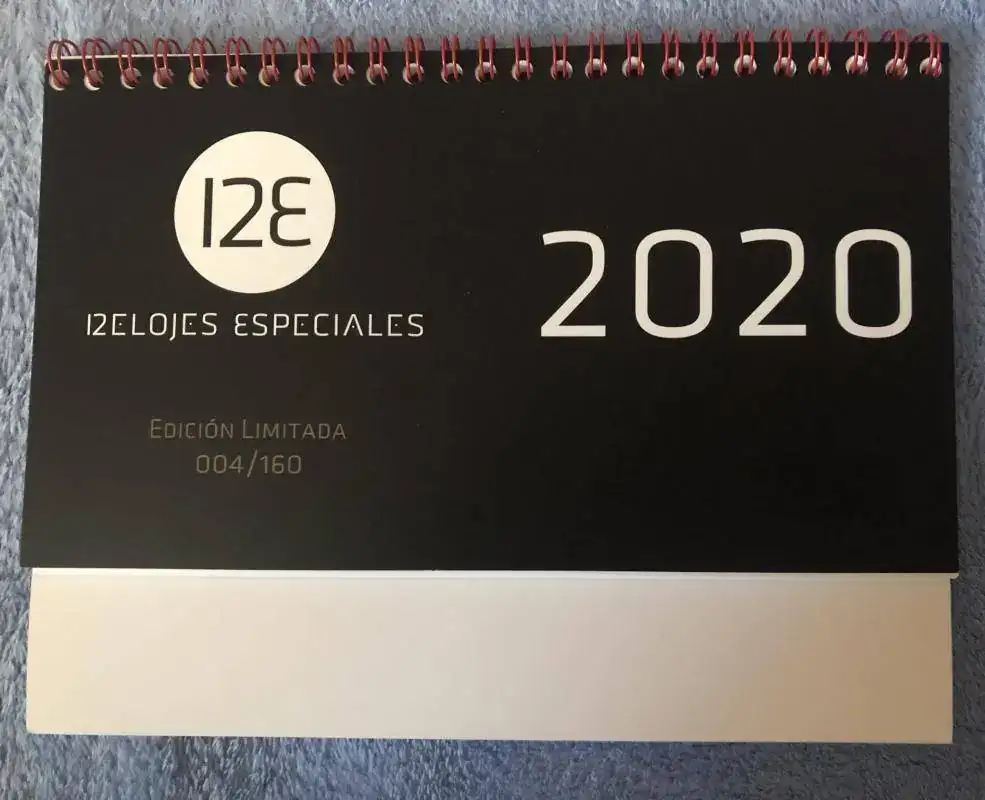 12E
12ELOJES ESPECIALES
2020
Edición Limitada
004/160